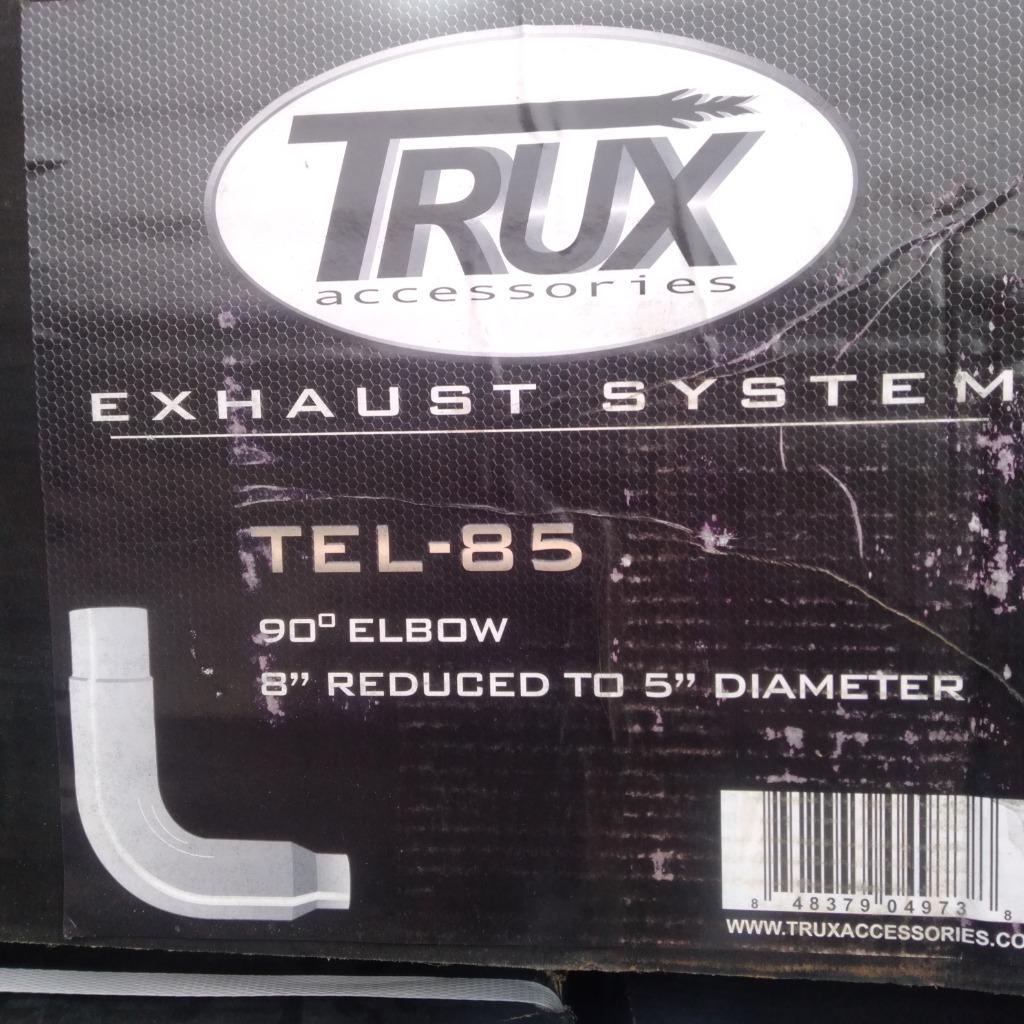 TRUX
accessories
EXHAUST SYSTEM
TEL-85
90° ELBOW
8” REDUCED TO 5” DIAMETER
8 48379 04973 8
WWW.TRUXACCESSORIES.CO